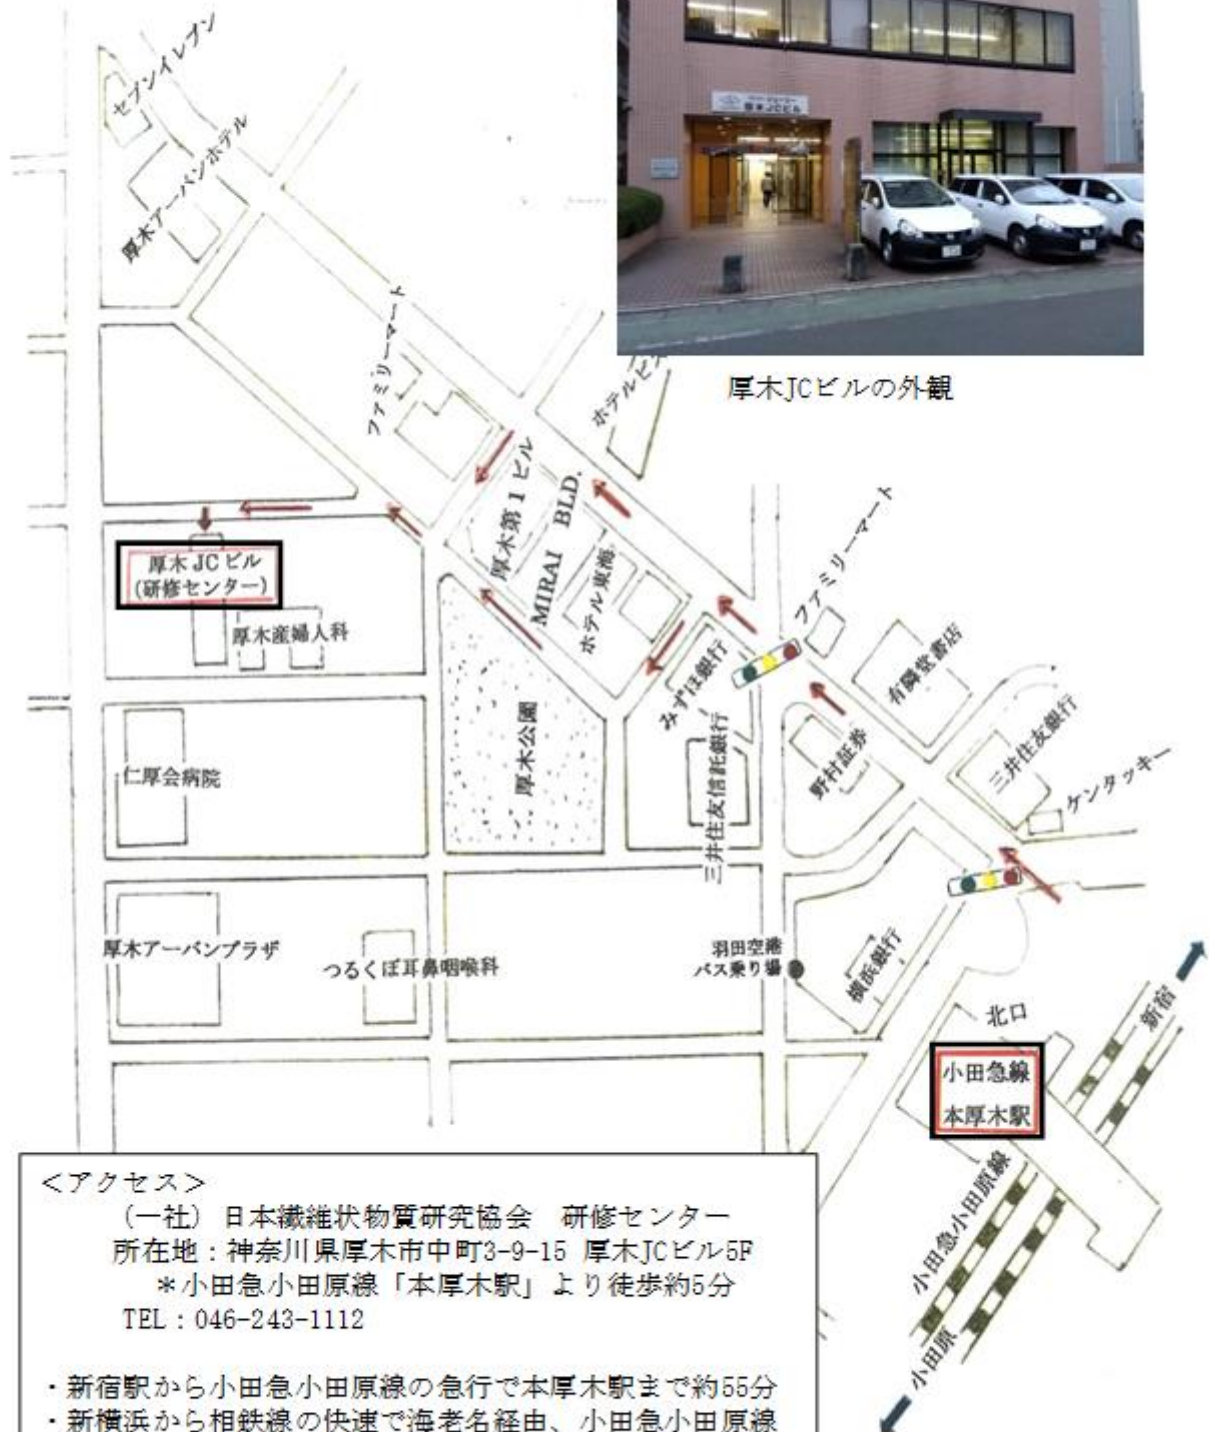 セブンイレブン
厚木アーバンホテル
ファミリーマート
厚木JCビル
厚木JCビルの外観
厚木第1ビル
MIRAI BLD.
ホテル東海
ファミリーマート
厚木JCビル
(研修センター)
厚木産婦人科
みずほ銀行
有隣堂書店
三井住友信託銀行
野村証券
三井住友銀行
ケンタッキー
厚木公園
仁厚会病院
厚木アーバンプラザ
つるくぼ耳鼻咽喉科
羽田空港
バス乗り場
横浜銀行
北口
新宿
小田急線
本厚木駅
小田急小田原線
小田原
＜アクセス＞
（一社）日本繊維状物質研究協会　研修センター
所在地：神奈川県厚木市中町3-9-15 厚木JCビル5F
＊小田急小田原線「本厚木駅」より徒歩約5分
TEL：046-243-1112
・新宿駅から小田急小田原線の急行で本厚木駅まで約55分
・新横浜から相鉄線の快速で海老名経由、小田急小田原線